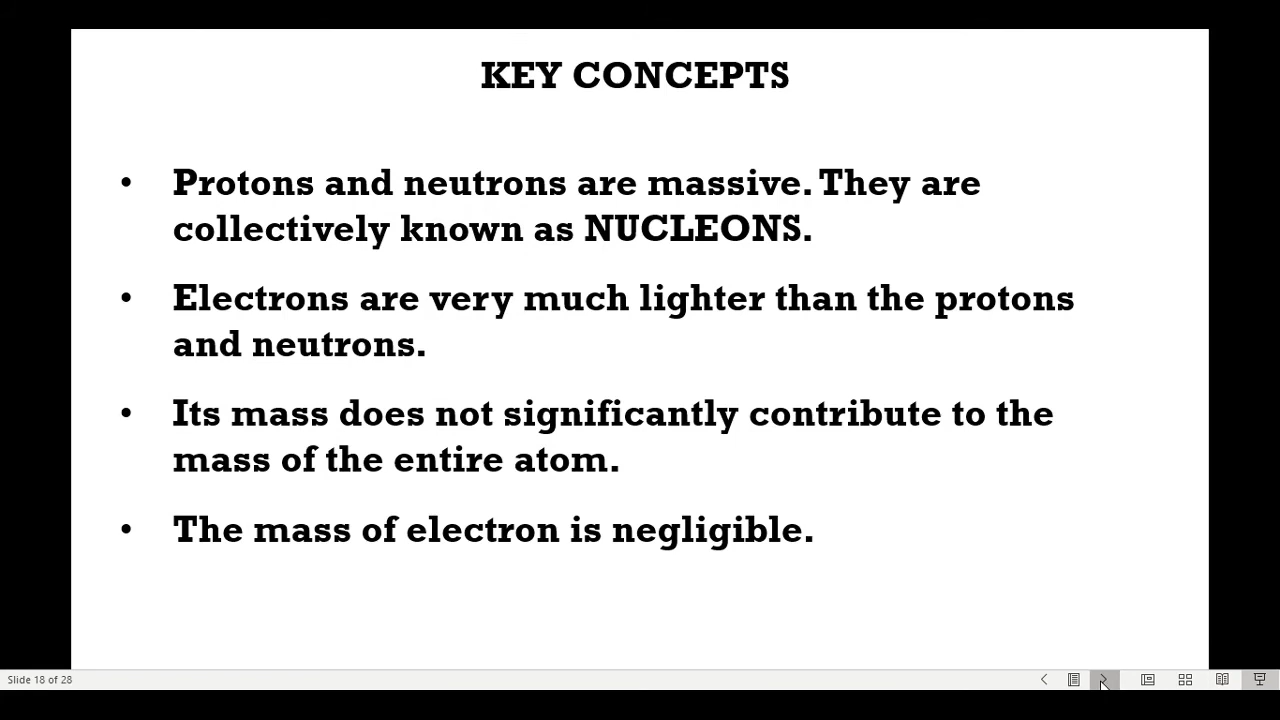 KEY CONCEPTS
• Protons and neutrons are massive. They are
collectively known as NUCLEONS.
• Electrons are very much lighter than the protons
and neutrons.
• Its mass does not significantly contribute to the
mass of the entire atom.
• The mass of electron is negligible.
Slide 18 of 28